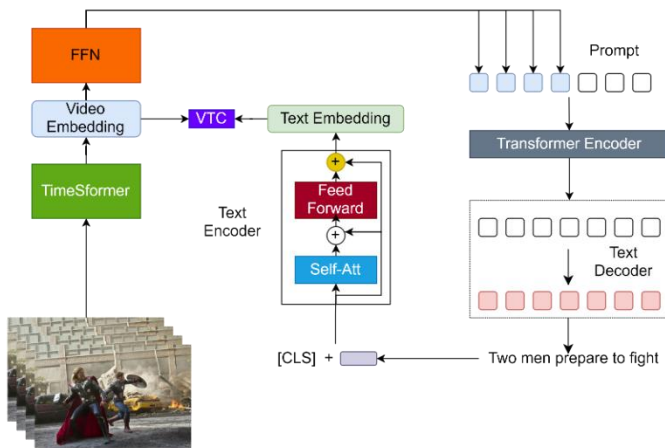 FFN
Prompt
Video
Embedding
VTC
Text Embedding
Transformer Encoder
TimeSformer
Text
Encoder
Feed
Forward
+
+
Self-Att
Text
Decoder
[CLS] +
Two men prepare to fight